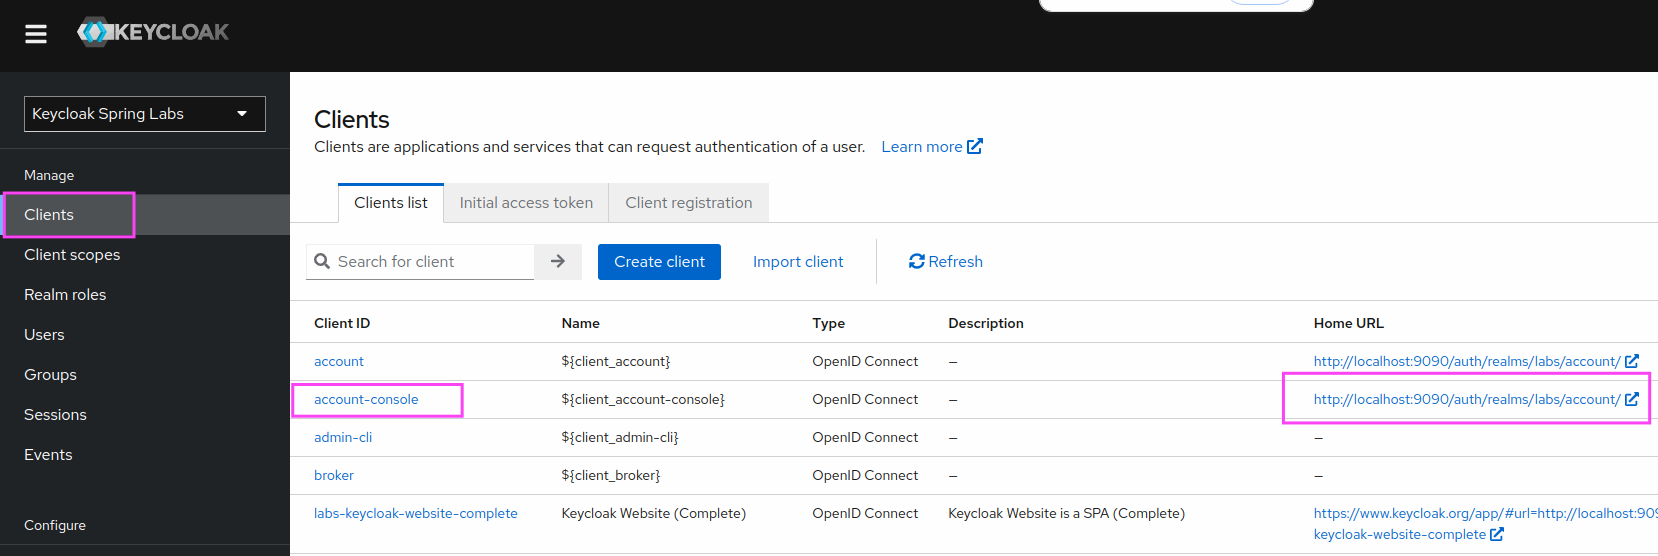 KEYCLOAK
Keycloak Spring Labs
Manage
Clients
Client scopes
Realm roles
Users
Groups
Sessions
Events
Configure
Clients
Clients are applications and services that can request authentication of a user. Learn more
Clients list Initial access token Client registration
Search for client Create client Import client Refresh
Client ID Name Type Description Home URL
account ${client_account} OpenID Connect – http://localhost:9090/auth/realms/labs/account/
account-console ${client_account-console} OpenID Connect – http://localhost:9090/auth/realms/labs/account/
admin-cli ${client_admin-cli} OpenID Connect – –
broker ${client_broker} OpenID Connect – –
labs-keycloak-website-complete Keycloak Website (Complete) OpenID Connect Keycloak Website is a SPA (Complete) https://www.keycloak.org/app/#url=http://localhost:909
keycloak-website-complete